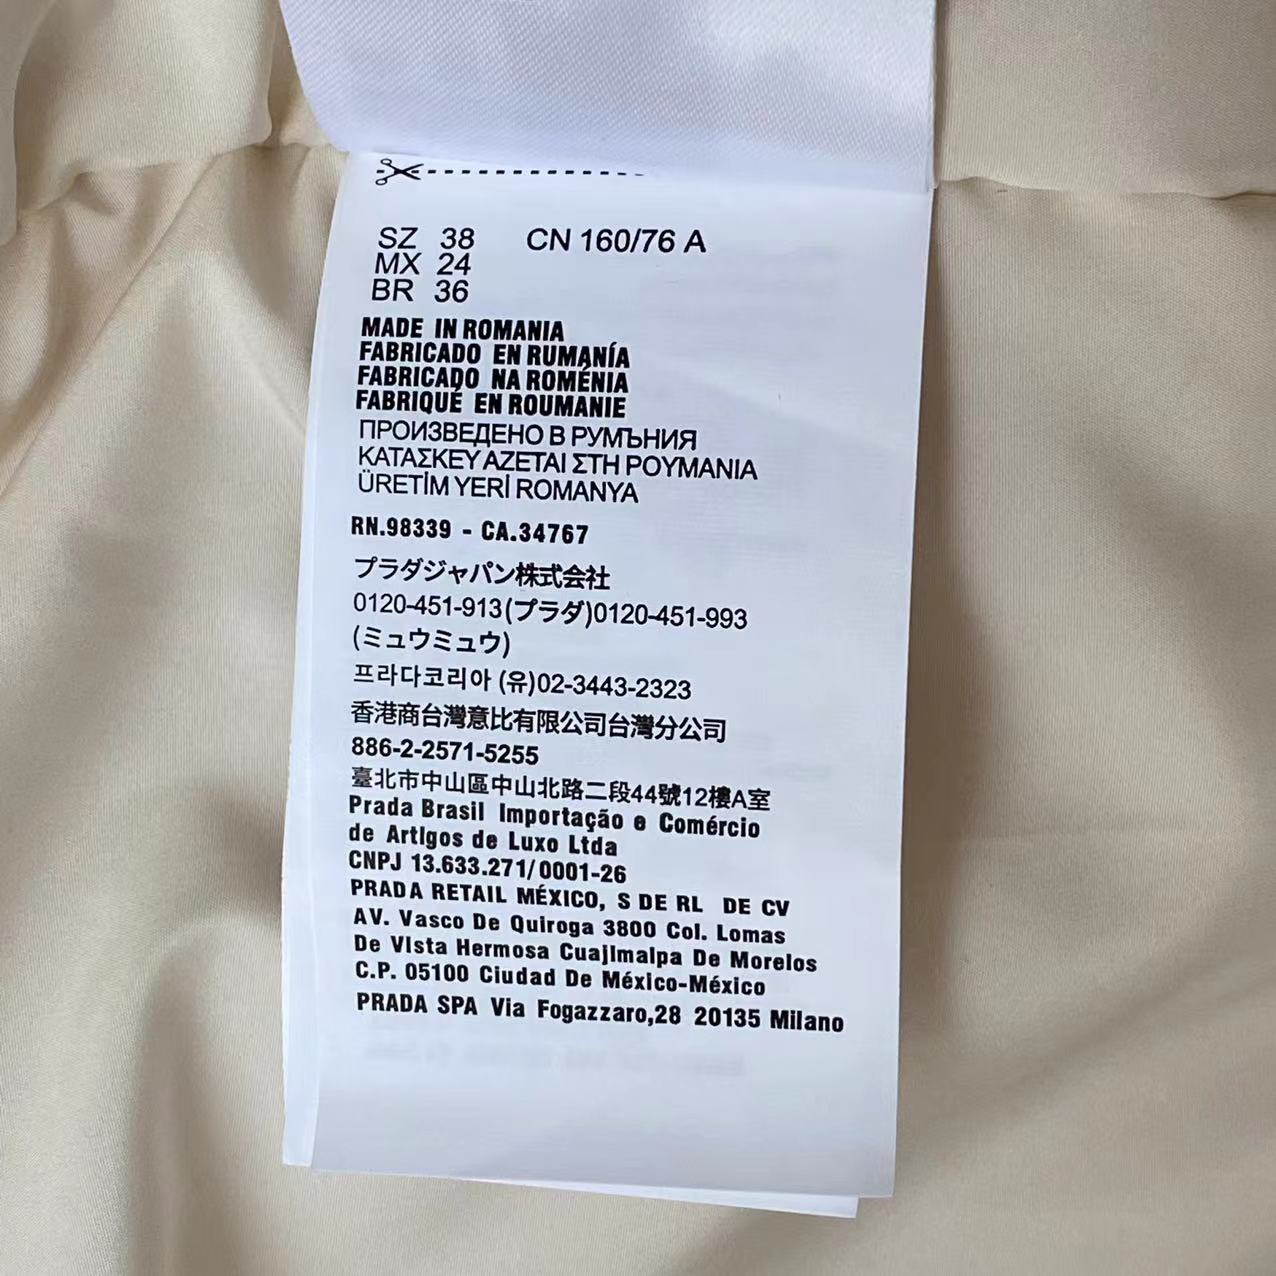 SZ 38 CN 160/76 A
MX 24
BR 36
MADE IN ROMANIA
FABRICADO EN RUMANÍA
FABRICADO NA ROMÉNIA
FABRIQUÉ EN ROUMANIE
ПРОИЗВЕДЕНО В РУМЪНИЯ
ΚΑΤΑΣΚΕΥΑΖΕΤΑΙ ΣΤΗ ΡΟΥΜΑΝΙΑ
ÜRETİM YERİ ROMANYA
RN.98339 - CA.34767
プラダジャパン株式会社
0120-451-913(プラダ)0120-451-993
(ミュウミュウ)
프라다코리아 (유)02-3443-2323
香港商台灣意比有限公司台灣分公司
886-2-2571-5255
臺北市中山區中山北路二段44號12樓A室
Prada Brasil Importação e Comércio
de Artigos de Luxo Ltda
CNPJ 13.633.271/0001-26
PRADA RETAIL MÉXICO, S DE RL DE CV
AV. Vasco De Quiroga 3800 Col. Lomas
De Vista Hermosa Cuajimalpa De Morelos
C.P. 05100 Ciudad De México-México
PRADA SPA Via Fogazzaro,28 20135 Milano